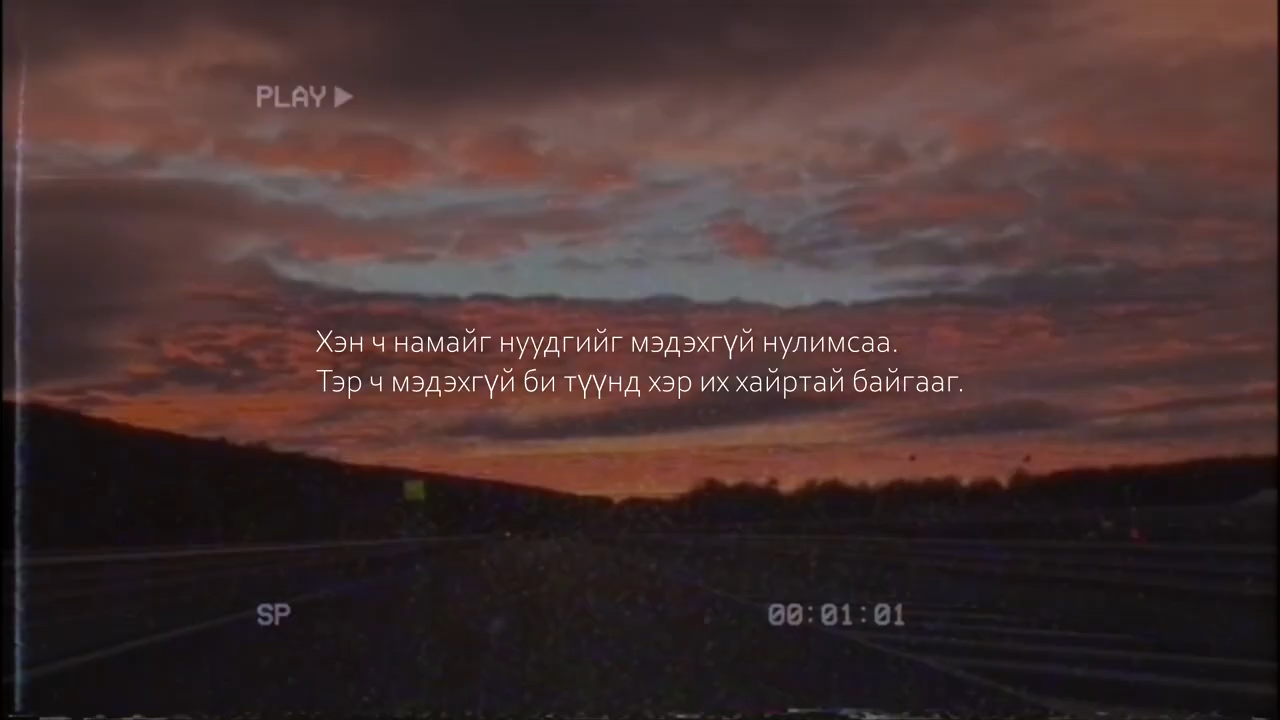 PLAY ▶
Хэн ч намайг нуудгийг мэдэхгүй нулимсаа.
Тэр ч мэдэхгүй би түүнд хэр их хайртай байгааг.
SP
00:01:01